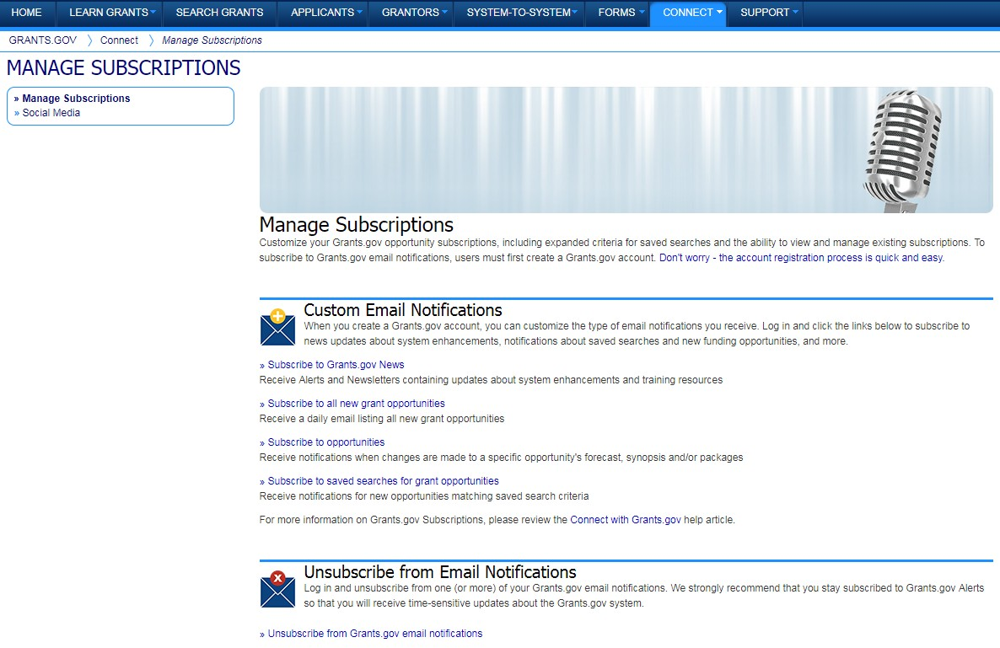 HOME LEARN GRANTS SEARCH GRANTS APPLICANTS GRANTORS SYSTEM-TO-SYSTEM FORMS CONNECT SUPPORT
GRANTS.GOV 〉 Connect 〉 Manage Subscriptions
MANAGE SUBSCRIPTIONS
» Manage Subscriptions
» Social Media
Manage Subscriptions
Customize your Grants.gov opportunity subscriptions, including expanded criteria for saved searches and the ability to view and manage existing subscriptions. To
subscribe to Grants.gov email notifications, users must first create a Grants.gov account. Don't worry - the account registration process is quick and easy.
Custom Email Notifications
When you create a Grants.gov account, you can customize the type of email notifications you receive. Log in and click the links below to subscribe to
news updates about system enhancements, notifications about saved searches and new funding opportunities, and more.
» Subscribe to Grants.gov News
Receive Alerts and Newsletters containing updates about system enhancements and training resources
» Subscribe to all new grant opportunities
Receive a daily email listing all new grant opportunities
» Subscribe to opportunities
Receive notifications when changes are made to a specific opportunity's forecast, synopsis and/or packages
» Subscribe to saved searches for grant opportunities
Receive notifications for new opportunities matching saved search criteria
For more information on Grants.gov Subscriptions, please review the Connect with Grants.gov help article.
Unsubscribe from Email Notifications
Log in and unsubscribe from one (or more) of your Grants.gov email notifications. We strongly recommend that you stay subscribed to Grants.gov Alerts
so that you will receive time-sensitive updates about the Grants.gov system.
» Unsubscribe from Grants.gov email notifications